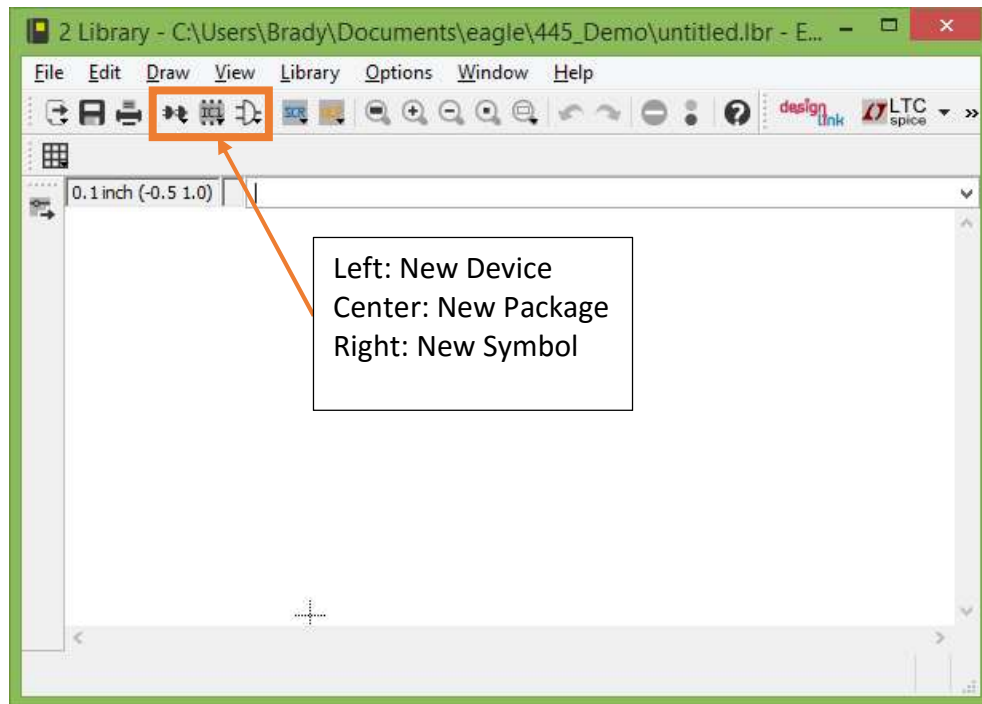 2 Library - C:\Users\Brady\Documents\eagle\445_Demo\untitled.lbr - E...
File Edit Draw View Library Options Window Help
SCR design link LTC spice
0.1 inch (-0.5 1.0)
Left: New Device
Center: New Package
Right: New Symbol